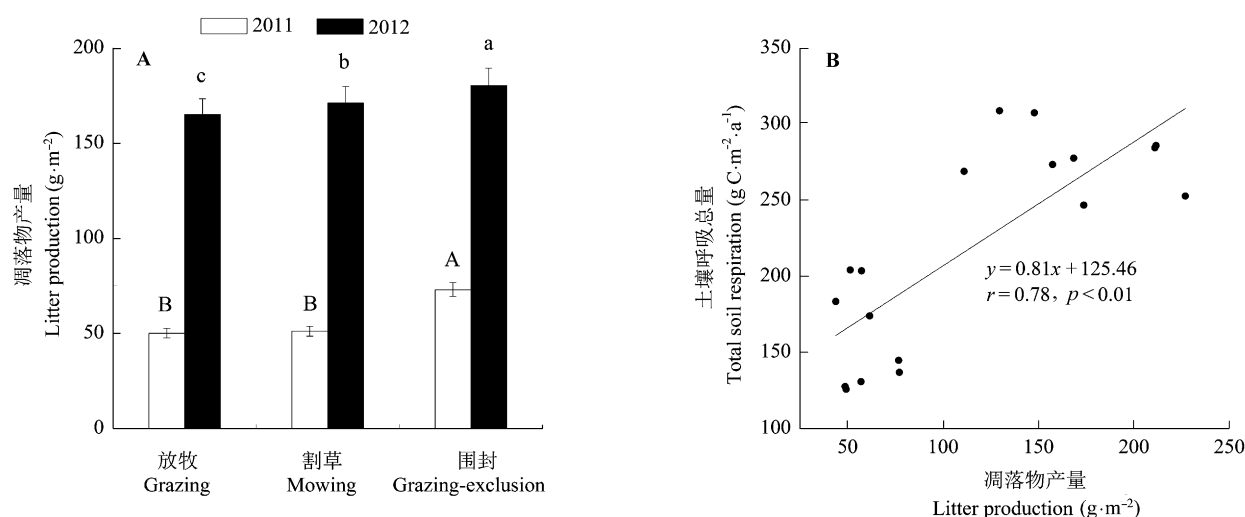 2011 2012
A
200
150
100
50
0
凋落物产量
Litter production (g·m⁻²)
c
b
a
B
B
A
放牧
Grazing
割草
Mowing
围封
Grazing-exclusion
B
350
300
250
200
150
100
土壤呼吸总量
Total soil respiration (g C·m⁻²·a⁻¹)
y=0.81x+125.46
r=0.78, p<0.01
50 100 150 200 250
凋落物产量
Litter production (g·m⁻²)